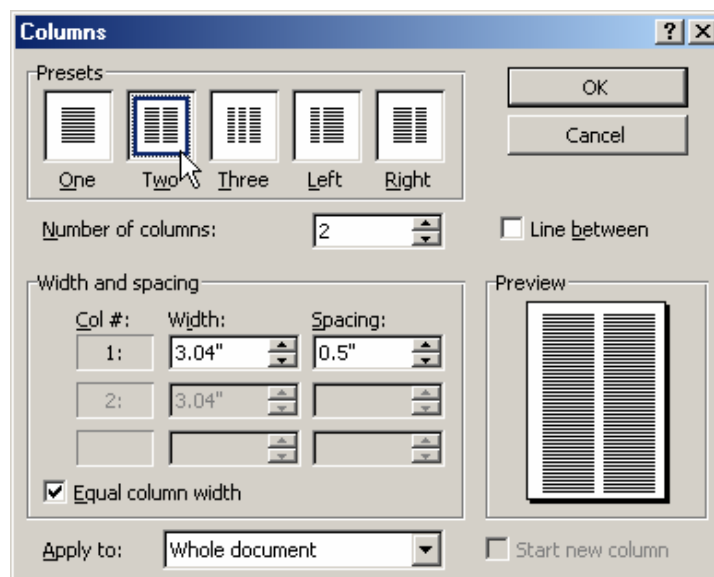 Columns
Presets
OK
Cancel
One Two Three Left Right
Number of columns: 2
Line between
Width and spacing
Preview
Col #: Width: Spacing:
1: 3.04" 0.5"
2: 3.04"
Equal column width
Apply to: Whole document
Start new column